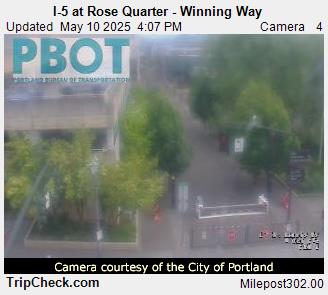 I-5 at Rose Quarter - Winning Way
Updated May 10 2025 4:07 PM Camera 4
PBOT
PORTLAND BUREAU OF TRANSPORTATION
Camera courtesy of the City of Portland
TripCheck.com Milepost302.00